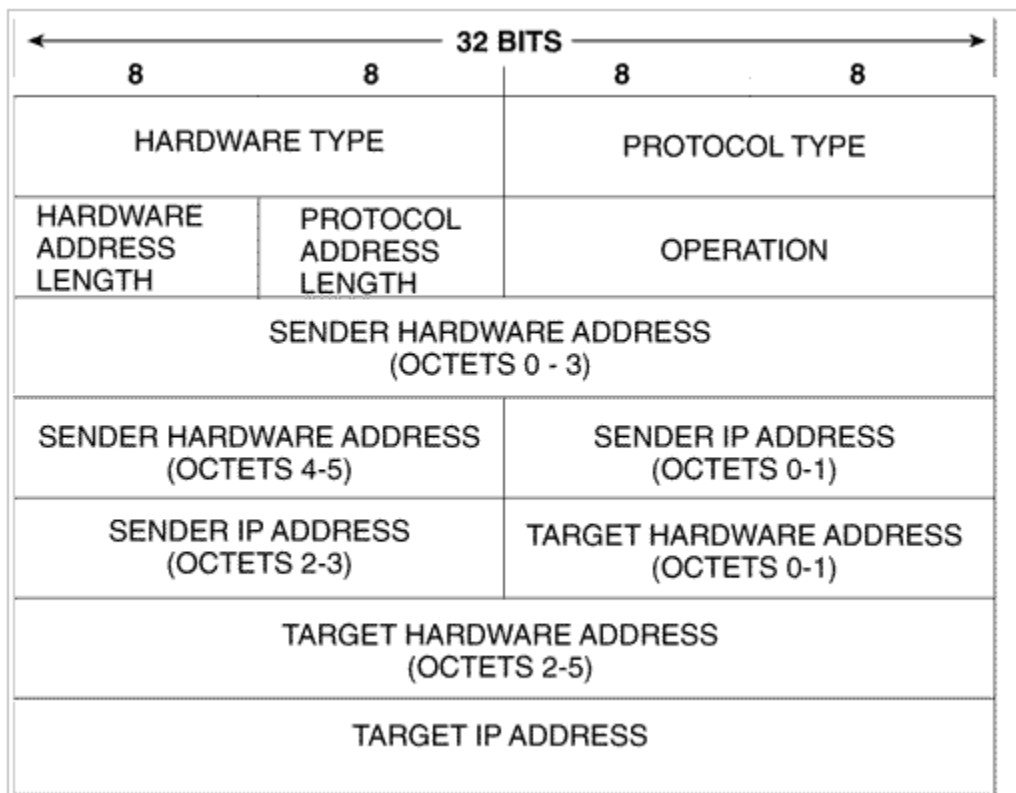 32 BITS
8 8 8 8
HARDWARE TYPE
PROTOCOL TYPE
HARDWARE
ADDRESS
LENGTH
PROTOCOL
ADDRESS
LENGTH
OPERATION
SENDER HARDWARE ADDRESS
(OCTETS 0 - 3)
SENDER HARDWARE ADDRESS
(OCTETS 4-5)
SENDER IP ADDRESS
(OCTETS 0-1)
SENDER IP ADDRESS
(OCTETS 2-3)
TARGET HARDWARE ADDRESS
(OCTETS 0-1)
TARGET HARDWARE ADDRESS
(OCTETS 2-5)
TARGET IP ADDRESS